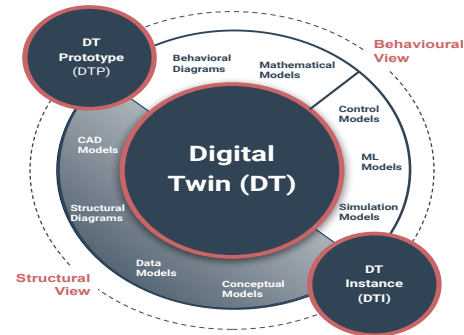 DT
Prototype
(DTP)
Behavioral
Diagrams
Mathematical
Models
Behavioural
View
Control
Models
CAD
Models
Digital
Twin (DT)
ML
Models
Structural
Diagrams
Simulation
Models
Data
Models
Conceptual
Models
Structural
View
DT
Instance
(DTI)